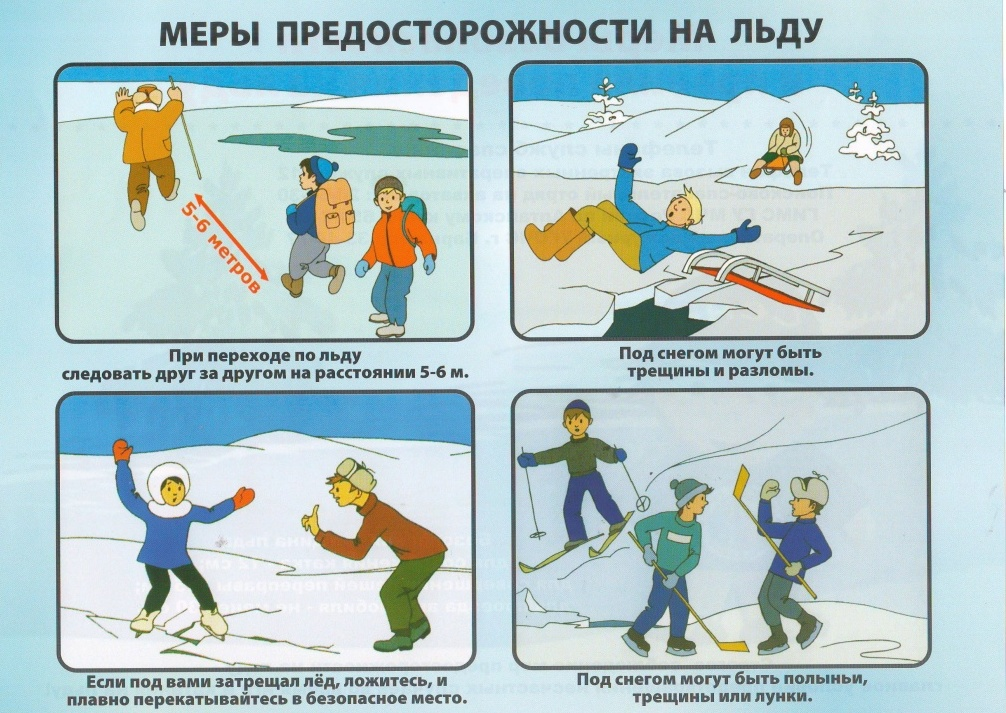 МЕРЫ ПРЕДОСТОРОЖНОСТИ НА ЛЬДУ
5-6 метров
При переходе по льду
следовать друг за другом на расстоянии 5-6 м.
Под снегом могут быть
трещины и разломы.
Если под вами затрещал лёд, ложитесь, и
плавно перекатывайтесь в безопасное место.
Под снегом могут быть полыньи,
трещины или лунки.